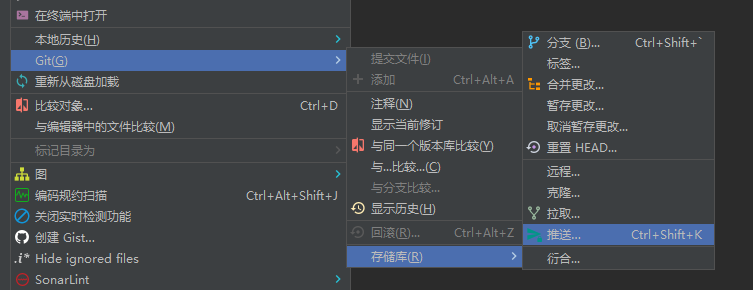 在终端中打开
本地历史(H)
Git(G)
重新从磁盘加载
比较对象... Ctrl+D
与编辑器中的文件比较(M)
标记目录为
图
编码规约扫描 Ctrl+Alt+Shift+J
关闭实时检测功能
创建 Gist...
.i* Hide ignored files
SonarLint
提交文件(I)
添加 Ctrl+Alt+A
注释(N)
显示当前修订
与同一个版本库比较(Y)
与...比较...(C)
与分支比较...
显示历史(H)
回滚(R)... Ctrl+Alt+Z
存储库(R)
分支 (B)... Ctrl+Shift+`
标签...
合并更改...
暂存更改...
取消暂存更改...
重置 HEAD...
远程...
克隆...
拉取...
推送... Ctrl+Shift+K
衍合...